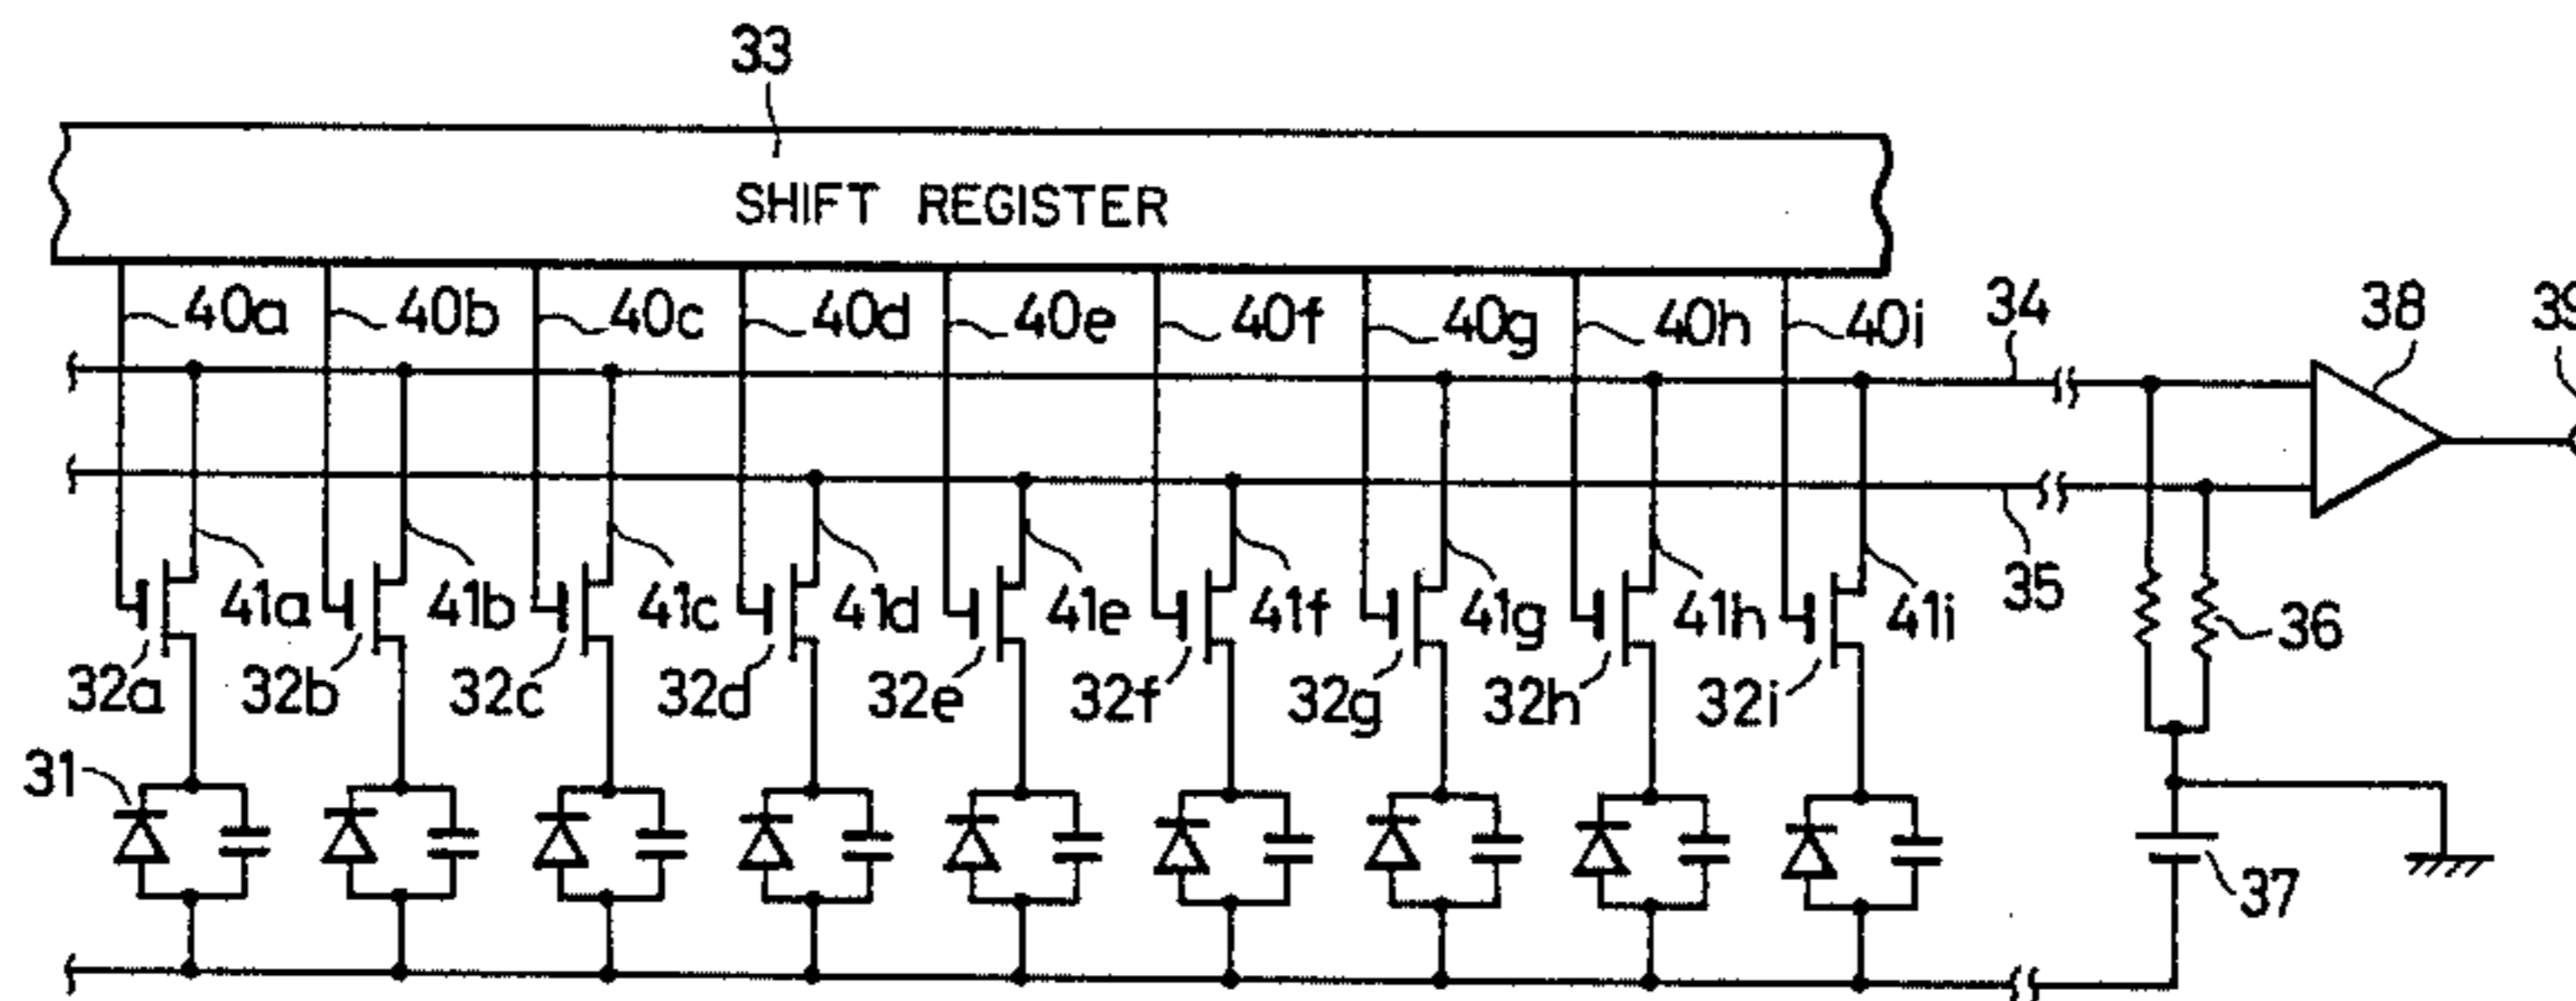 33
SHIFT REGISTER
40a 40b 40c 40d 40e 40f 40g 40h 40i 34 38 39
41a 41b 41c 41d 41e 41f 41g 41h 41i 35 36
32a 32b 32c 32d 32e 32f 32g 32h 32i
31
37